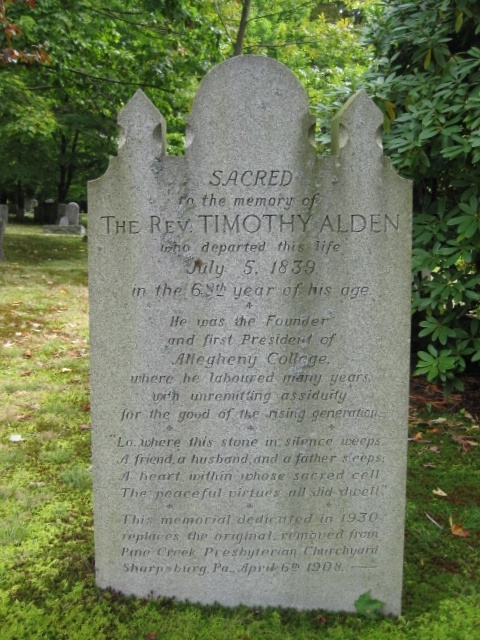 SACRED
to the memory of
THE REV. TIMOTHY ALDEN
who departed this life
July 5, 1839
in the 68th year of his age
He was the Founder
and first President of
Allegheny College,
where he laboured many years,
with unremitting assiduity
for the good of the rising generation.
"Lo, where this stone in silence weeps
A friend, a husband, and a father sleeps;
A heart within whose sacred cell
The peaceful virtues all did dwell"
This memorial dedicated in 1930
replaces the original, removed from
Pine Creek Presbyterian Churchyard
Sharpsburg, Pa., April 6th 1908.